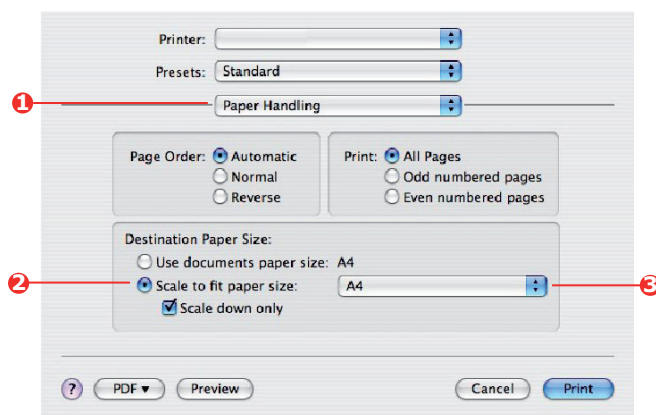 Printer:
Presets: Standard
1 Paper Handling
Page Order: Automatic Print: All Pages
Normal Odd numbered pages
Reverse Even numbered pages
Destination Paper Size:
Use documents paper size: A4
2 Scale to fit paper size: A4 3
Scale down only
? PDF▼ Preview Cancel Print